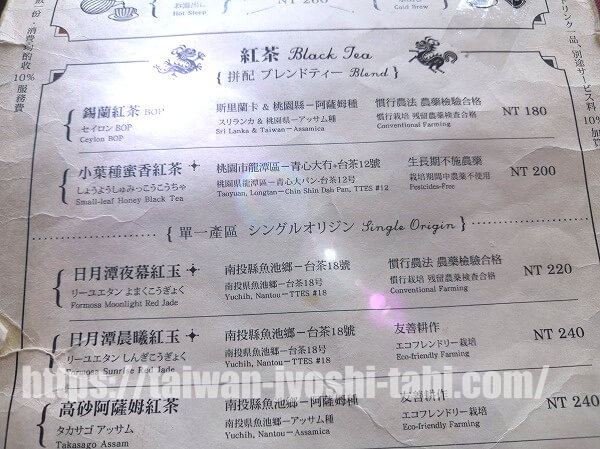 Hot Steep
NT 260
Cold Brew
消費均酌收10%服務費
紅茶 Black Tea
{ 拼配 ブレンドティー Blend }
錫蘭紅茶 BOP
セイロン BOP
Ceylon BOP
斯里蘭卡 & 桃園縣－阿薩姆種
スリランカ & 桃園県－アッサム種
Sri Lanka & Taiwan－Assamica
慣行農法 農藥檢驗合格
慣行栽培 残留農薬検査合格
Conventional Farming
NT 180
小葉種蜜香紅茶
しょうようしゅみっこうこうちゃ
Small-leaf Honey Black Tea
桃園市龍潭區－青心大冇+台茶12號
桃園県龍潭區－青心大パン-台茶12号
Taoyuan, Longtan－Chin Shin Dah Pan, TTES #12
生長期不施農藥
栽培期間中農薬不使用
Pesticides-Free
NT 200
{ 單一產區 シングルオリジン Single Origin }
日月潭夜幕紅玉
リーユエタン よまくこうぎょく
Formosa Moonlight Red Jade
南投縣魚池鄉－台茶18號
南投県魚池郷－台茶18号
Yuchih, Nantou－TTES #18
慣行農法 農藥檢驗合格
慣行栽培 残留農薬検査合格
Conventional Farming
NT 220
日月潭晨曦紅玉
リーユエタン しんぎこうぎょく
Formosa Sunrise Red Jade
南投縣魚池鄉－台茶18號
南投県魚池郷－台茶18号
Yuchih, Nantou－TTES #18
友善耕作
エコフレンドリー栽培
Eco-friendly Farming
NT 240
https://taiwan-iyoshi-tabi.com/
高砂阿薩姆紅茶
タカサゴ アッサム
Takasago Assam
南投縣魚池鄉－阿薩姆種
南投県魚池郷－アッサム種
Yuchih, Nantou－Assamica
友善耕作
エコフレンドリー栽培
Eco-friendly Farming
NT 240